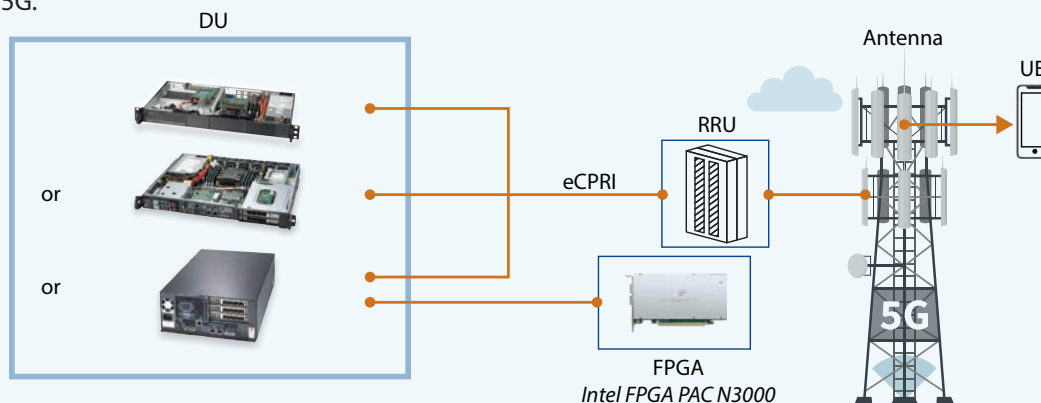 5G.
DU
Antenna
UE
RRU
eCPRI
or
or
5G
FPGA
Intel FPGA PAC N3000